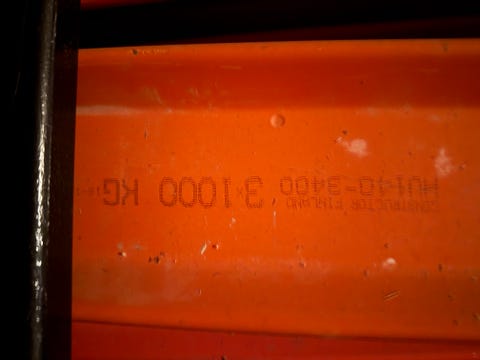 CONSTRUCTOR FINLAND
HU140-3400 3x1000 KG